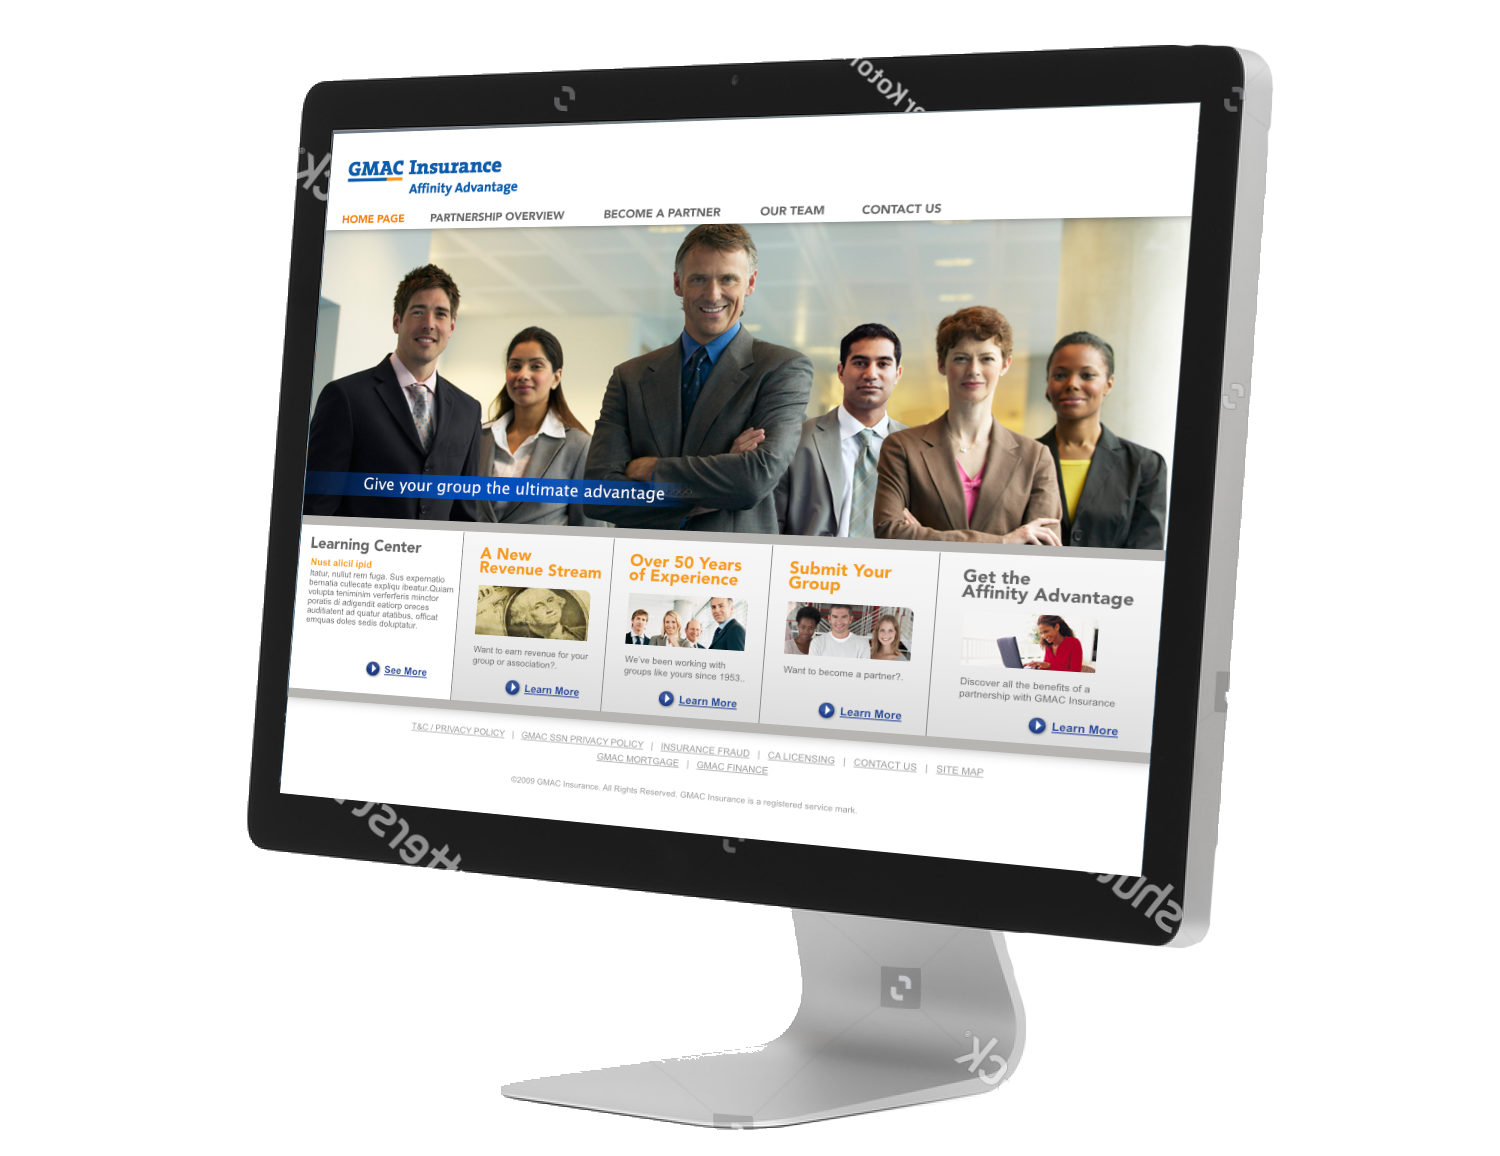 GMAC Insurance
Affinity Advantage
HOME PAGE PARTNERSHIP OVERVIEW BECOME A PARTNER OUR TEAM CONTACT US
Give your group the ultimate advantage
Learning Center
Nust alicil ipid
Itatur, nullut rem fuga. Sus expernatio
bematia cullecate expliqu ibeatur.Quiam
volupta teniminim verferferis minctor
poratis di adigendit eatiorp oreces
auditiatent ad quatur atatibus, officat
emquas doles sedis doluptatur.
See More
A New
Revenue Stream
Want to earn revenue for your
group or association?.
Learn More
Over 50 Years
of Experience
We've been working with
groups like yours since 1953..
Learn More
Submit Your
Group
Want to become a partner?.
Learn More
Get the
Affinity Advantage
Discover all the benefits of a
partnership with GMAC Insurance
Learn More
T&C / PRIVACY POLICY | GMAC SSN PRIVACY POLICY | INSURANCE FRAUD | CA LICENSING | CONTACT US | SITE MAP
GMAC MORTGAGE | GMAC FINANCE
©2009 GMAC Insurance. All Rights Reserved. GMAC Insurance is a registered service mark.